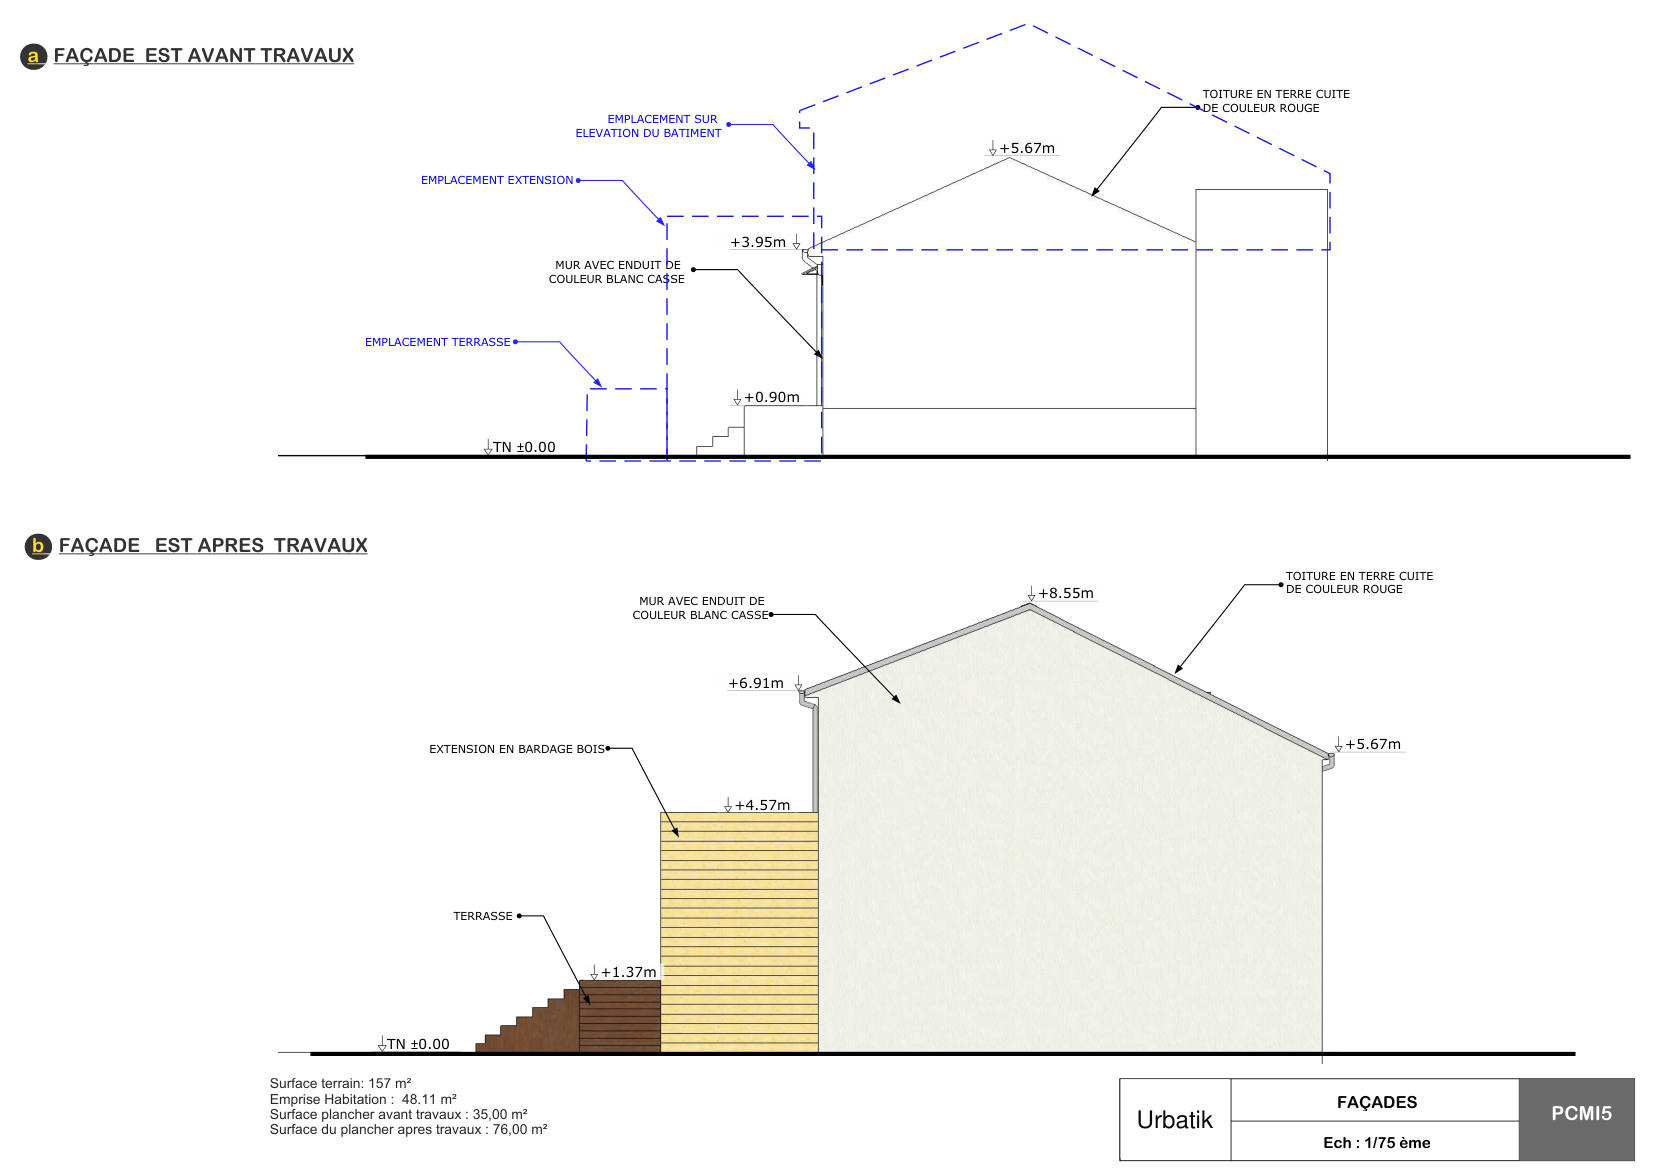 a FAÇADE EST AVANT TRAVAUX
EMPLACEMENT SUR
ELEVATION DU BATIMENT
TOITURE EN TERRE CUITE
DE COULEUR ROUGE
+5.67m
EMPLACEMENT EXTENSION
+3.95m
MUR AVEC ENDUIT DE
COULEUR BLANC CASSE
EMPLACEMENT TERRASSE
+0.90m
TN ±0.00
b FAÇADE EST APRES TRAVAUX
TOITURE EN TERRE CUITE
DE COULEUR ROUGE
+8.55m
MUR AVEC ENDUIT DE
COULEUR BLANC CASSE
+6.91m
+5.67m
EXTENSION EN BARDAGE BOIS
+4.57m
TERRASSE
+1.37m
TN ±0.00
Surface terrain: 157 m²
Emprise Habitation : 48.11 m²
Surface plancher avant travaux : 35,00 m²
Surface du plancher apres travaux : 76,00 m²
Urbatik
FAÇADES
Ech : 1/75 ème
PCMI5